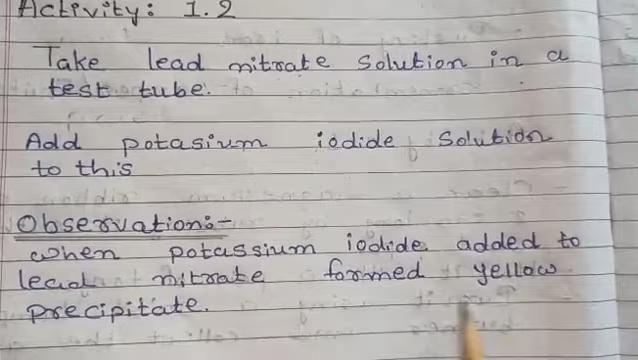 Activity: 1.2
Take lead nitrate solution in a
test tube.
Add potasium iodide solution
to this
Observation:-
when potassium iodide added to
lead nitrate formed yellow
precipitate.